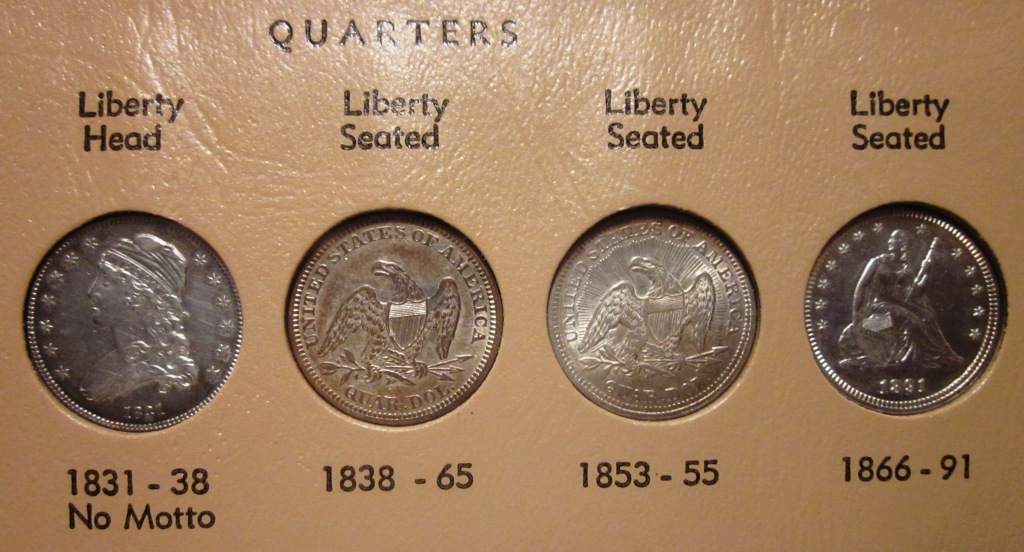 QUARTERS
Liberty
Head
Liberty
Seated
Liberty
Seated
Liberty
Seated
UNITED STATES OF AMERICA
QUAR. DOL.
UNITED STATES OF AMERICA
1891
1831 - 38
No Motto
1838 - 65
1853 - 55
1866 - 91